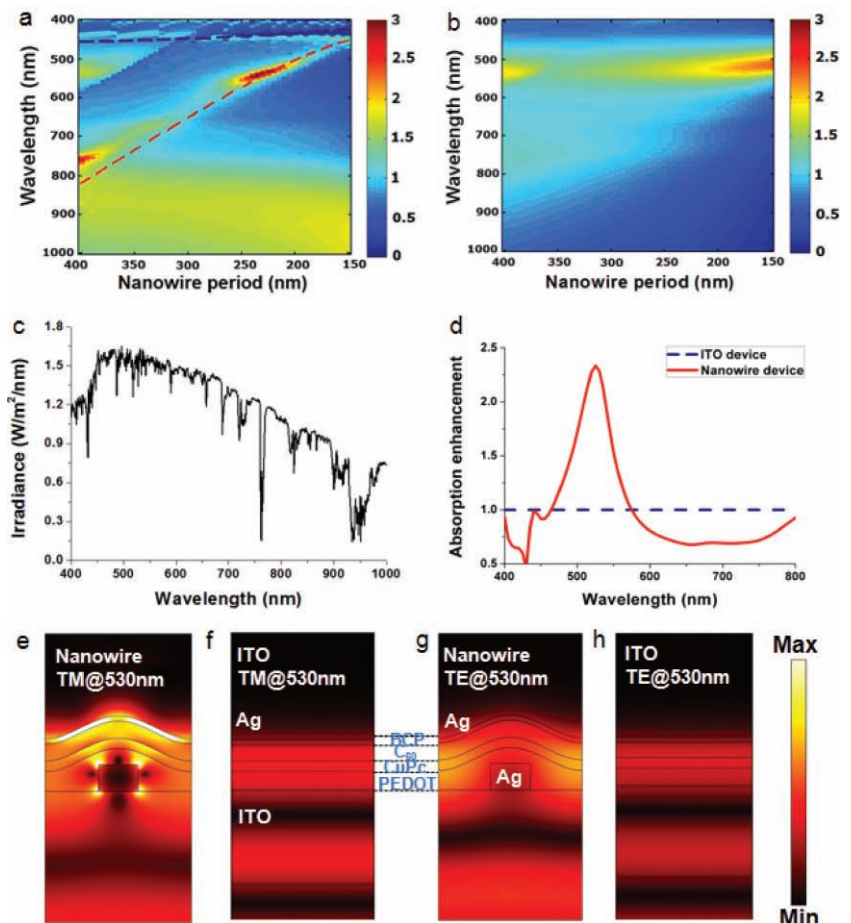 a
b
Wavelength (nm)
400
500
600
700
800
900
1000
400
350
300
250
200
150
Nanowire period (nm)
3
2.5
2
1.5
1
0.5
0
Wavelength (nm)
400
500
600
700
800
900
1000
400
350
300
250
200
150
Nanowire period (nm)
3
2.5
2
1.5
1
0.5
0
c
d
Irradiance (W/m²/nm)
1.8
1.5
1.2
0.9
0.6
0.3
0.0
400 500 600 700 800 900 1000
Wavelength (nm)
Absorption enhancement
2.5
2.0
1.5
1.0
0.5
ITO device
Nanowire device
400 500 600 700 800
Wavelength (nm)
e
Nanowire
TM@530nm
f
ITO
TM@530nm
Ag
ITO
BCP
C₆₀
CuPc
PEDOT
g
Nanowire
TE@530nm
Ag
Ag
h
ITO
TE@530nm
Max
Min